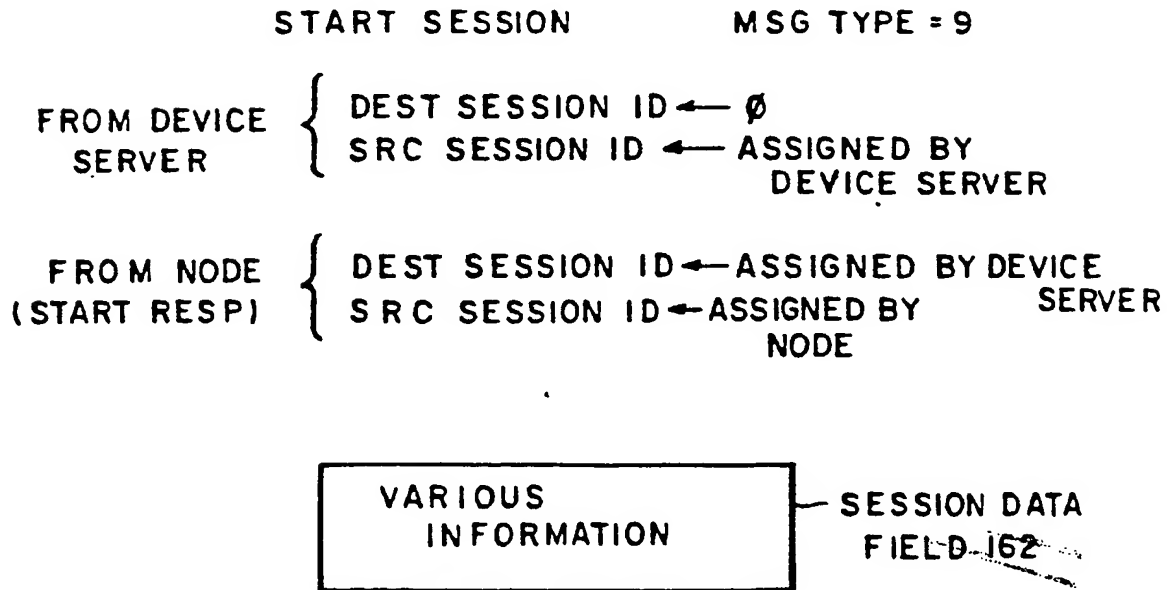 START SESSION MSG TYPE = 9
FROM DEVICE SERVER
DEST SESSION ID ← Ø
SRC SESSION ID ← ASSIGNED BY DEVICE SERVER
FROM NODE (START RESP)
DEST SESSION ID ← ASSIGNED BY DEVICE SERVER
SRC SESSION ID ← ASSIGNED BY NODE
VARIOUS INFORMATION
SESSION DATA FIELD 162